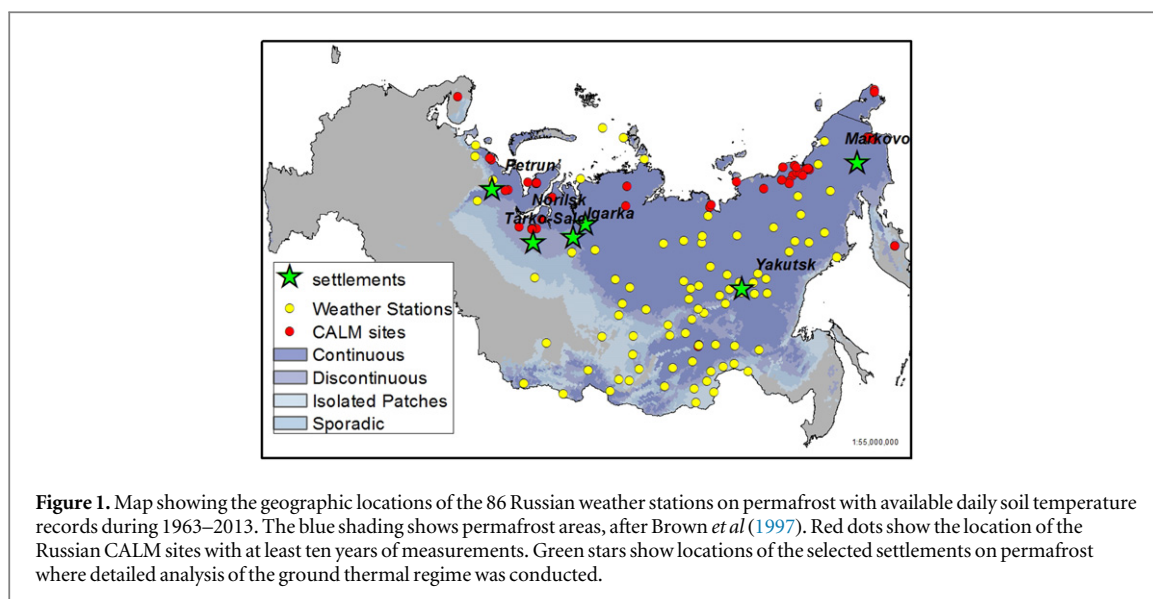 Markovo
Petrun'
Norilsk
Tarko-Sale
Igarka
Yakutsk
settlements
Weather Stations
CALM sites
Continuous
Discontinuous
Isolated Patches
Sporadic
1:55,000,000
Figure 1. Map showing the geographic locations of the 86 Russian weather stations on permafrost with available daily soil temperature
records during 1963–2013. The blue shading shows permafrost areas, after Brown et al (1997). Red dots show the location of the
Russian CALM sites with at least ten years of measurements. Green stars show locations of the selected settlements on permafrost
where detailed analysis of the ground thermal regime was conducted.